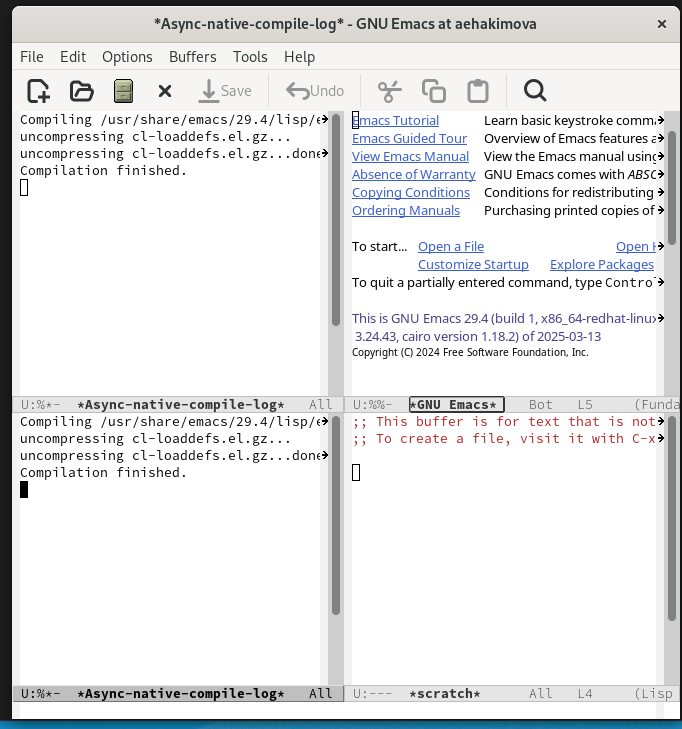 *Async-native-compile-log* - GNU Emacs at aehakimova
File Edit Options Buffers Tools Help
Save Undo
Compiling /usr/share/emacs/29.4/lisp/e
uncompressing cl-loaddefs.el.gz...
uncompressing cl-loaddefs.el.gz...done
Compilation finished.
U:%*- *Async-native-compile-log* All
Emacs Tutorial Learn basic keystroke comma
Emacs Guided Tour Overview of Emacs features a
View Emacs Manual View the Emacs manual using
Absence of Warranty GNU Emacs comes with ABSO
Copying Conditions Conditions for redistributing
Ordering Manuals Purchasing printed copies of
To start... Open a File Open H
Customize Startup Explore Packages
To quit a partially entered command, type Control
This is GNU Emacs 29.4 (build 1, x86_64-redhat-linux
3.24.43, cairo version 1.18.2) of 2025-03-13
Copyright (C) 2024 Free Software Foundation, Inc.
U:%%- *GNU Emacs* Bot L5 (Funda
Compiling /usr/share/emacs/29.4/lisp/e
uncompressing cl-loaddefs.el.gz...
uncompressing cl-loaddefs.el.gz...done
Compilation finished.
U:%*- *Async-native-compile-log* All
;; This buffer is for text that is not
;; To create a file, visit it with C-x
U:--- *scratch* All L4 (Lisp